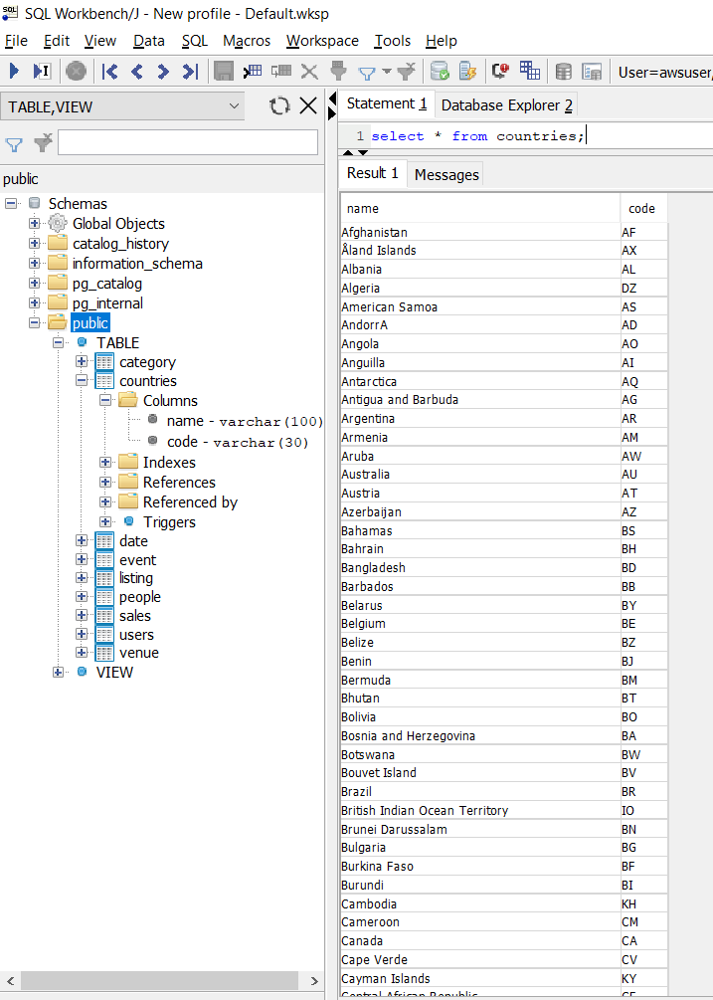 SQL Workbench/J - New profile - Default.wksp
File Edit View Data SQL Macros Workspace Tools Help
User=awsuser,
TABLE,VIEW
public
Schemas
Global Objects
catalog_history
information_schema
pg_catalog
pg_internal
public
TABLE
category
countries
Columns
name - varchar(100)
code - varchar(30)
Indexes
References
Referenced by
Triggers
date
event
listing
people
sales
users
venue
VIEW
Statement 1 Database Explorer 2
1 select * from countries;
Result 1 Messages
name code
Afghanistan AF
Åland Islands AX
Albania AL
Algeria DZ
American Samoa AS
AndorrA AD
Angola AO
Anguilla AI
Antarctica AQ
Antigua and Barbuda AG
Argentina AR
Armenia AM
Aruba AW
Australia AU
Austria AT
Azerbaijan AZ
Bahamas BS
Bahrain BH
Bangladesh BD
Barbados BB
Belarus BY
Belgium BE
Belize BZ
Benin BJ
Bermuda BM
Bhutan BT
Bolivia BO
Bosnia and Herzegovina BA
Botswana BW
Bouvet Island BV
Brazil BR
British Indian Ocean Territory IO
Brunei Darussalam BN
Bulgaria BG
Burkina Faso BF
Burundi BI
Cambodia KH
Cameroon CM
Canada CA
Cape Verde CV
Cayman Islands KY
Central African Republic CF